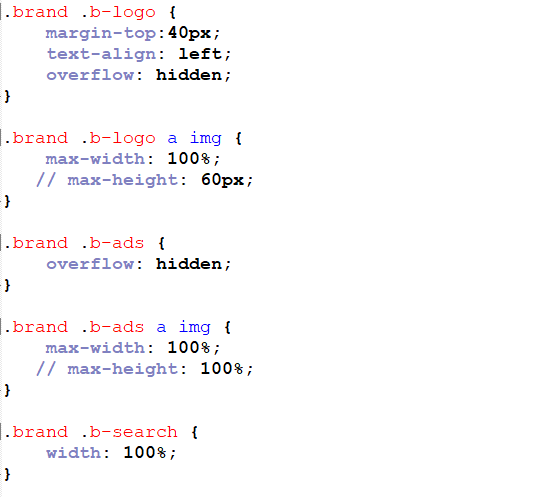 .brand .b-logo {
    margin-top:40px;
    text-align: left;
    overflow: hidden;
}

.brand .b-logo a img {
    max-width: 100%;
   // max-height: 60px;
}

.brand .b-ads {
    overflow: hidden;
}

.brand .b-ads a img {
    max-width: 100%;
   // max-height: 100%;
}

.brand .b-search {
    width: 100%;
}